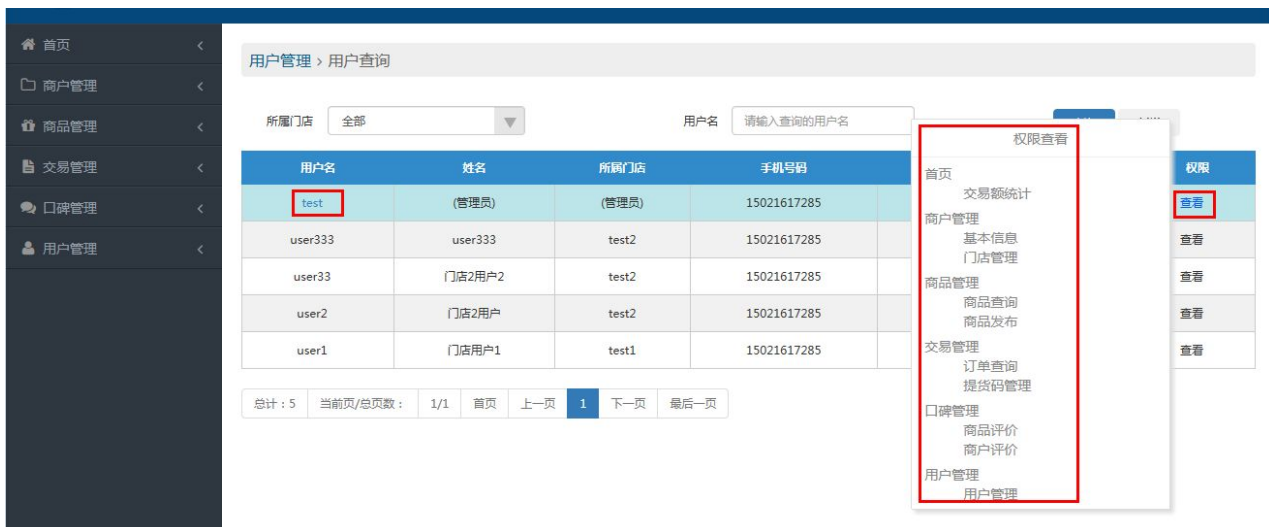 首页
商户管理
商品管理
交易管理
口碑管理
用户管理
用户管理 > 用户查询
所属门店 全部 用户名 请输入查询的用户名
用户名 姓名 所属门店 手机号码 权限
test (管理员) (管理员) 15021617285 查看
user333 user333 test2 15021617285 查看
user33 门店2用户2 test2 15021617285 查看
user2 门店2用户 test2 15021617285 查看
user1 门店用户1 test1 15021617285 查看
总计：5 当前页/总页数： 1/1 首页 上一页 1 下一页 最后一页
权限查看
首页
交易额统计
商户管理
基本信息
门店管理
商品管理
商品查询
商品发布
交易管理
订单查询
提货码管理
口碑管理
商品评价
商户评价
用户管理
用户管理